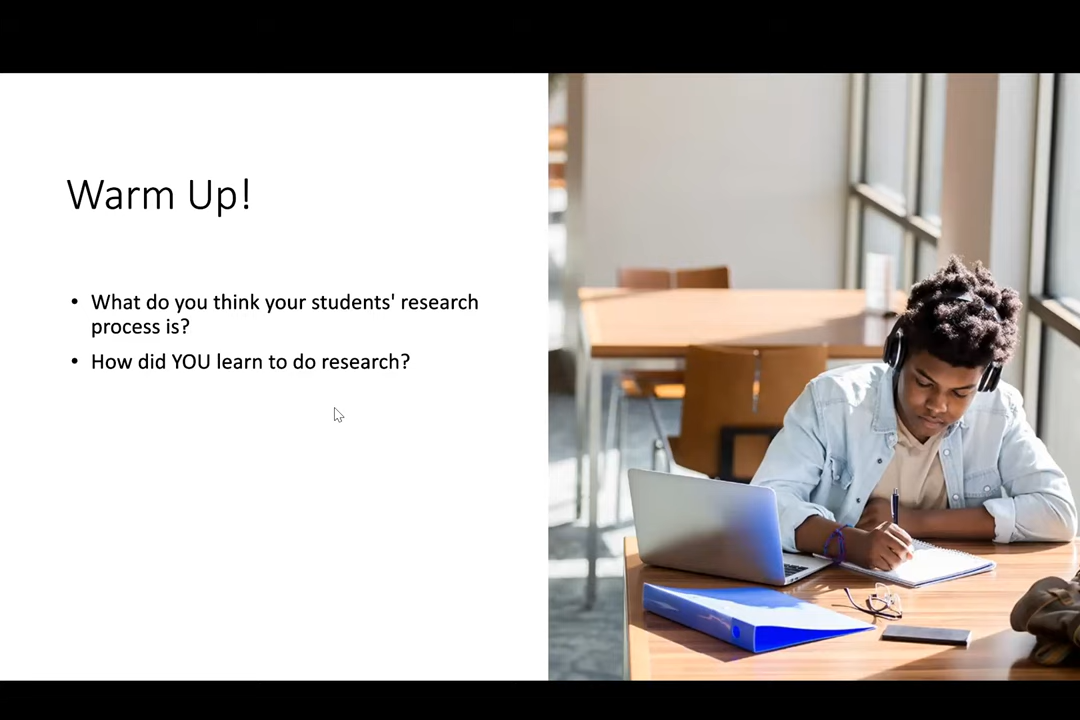 Warm Up!
• What do you think your students' research
process is?
• How did YOU learn to do research?